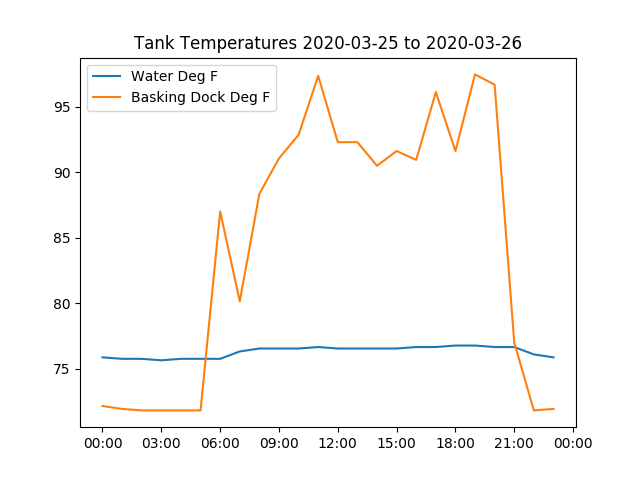 Tank Temperatures 2020-03-25 to 2020-03-26
Water Deg F
Basking Dock Deg F
95
90
85
80
75
00:00 03:00 06:00 09:00 12:00 15:00 18:00 21:00 00:00